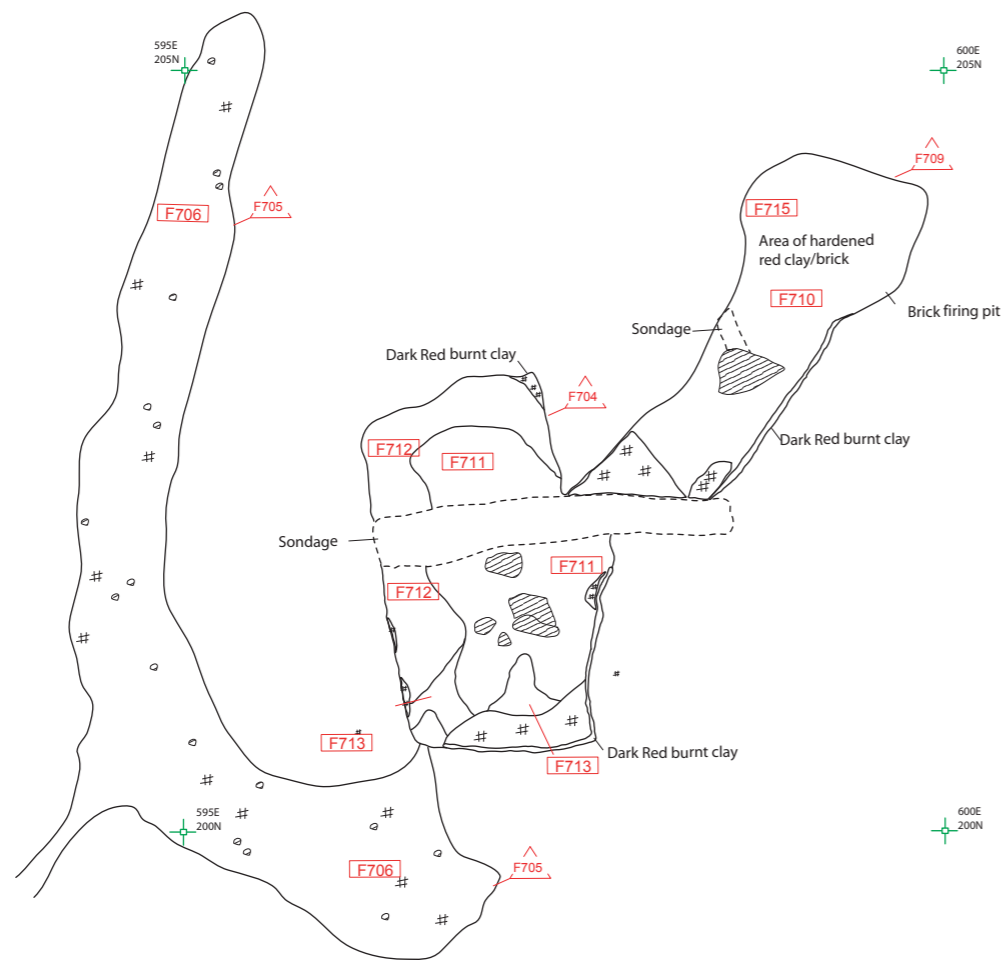 595E
205N
600E
205N
F709
F705
F706
F715
Area of hardened
red clay/brick
F710
Brick firing pit
Sondage
Dark Red burnt clay
F704
Dark Red burnt clay
F712
F711
Sondage
F711
F712
F713
Dark Red burnt clay
F713
595E
200N
600E
200N
F706
F705